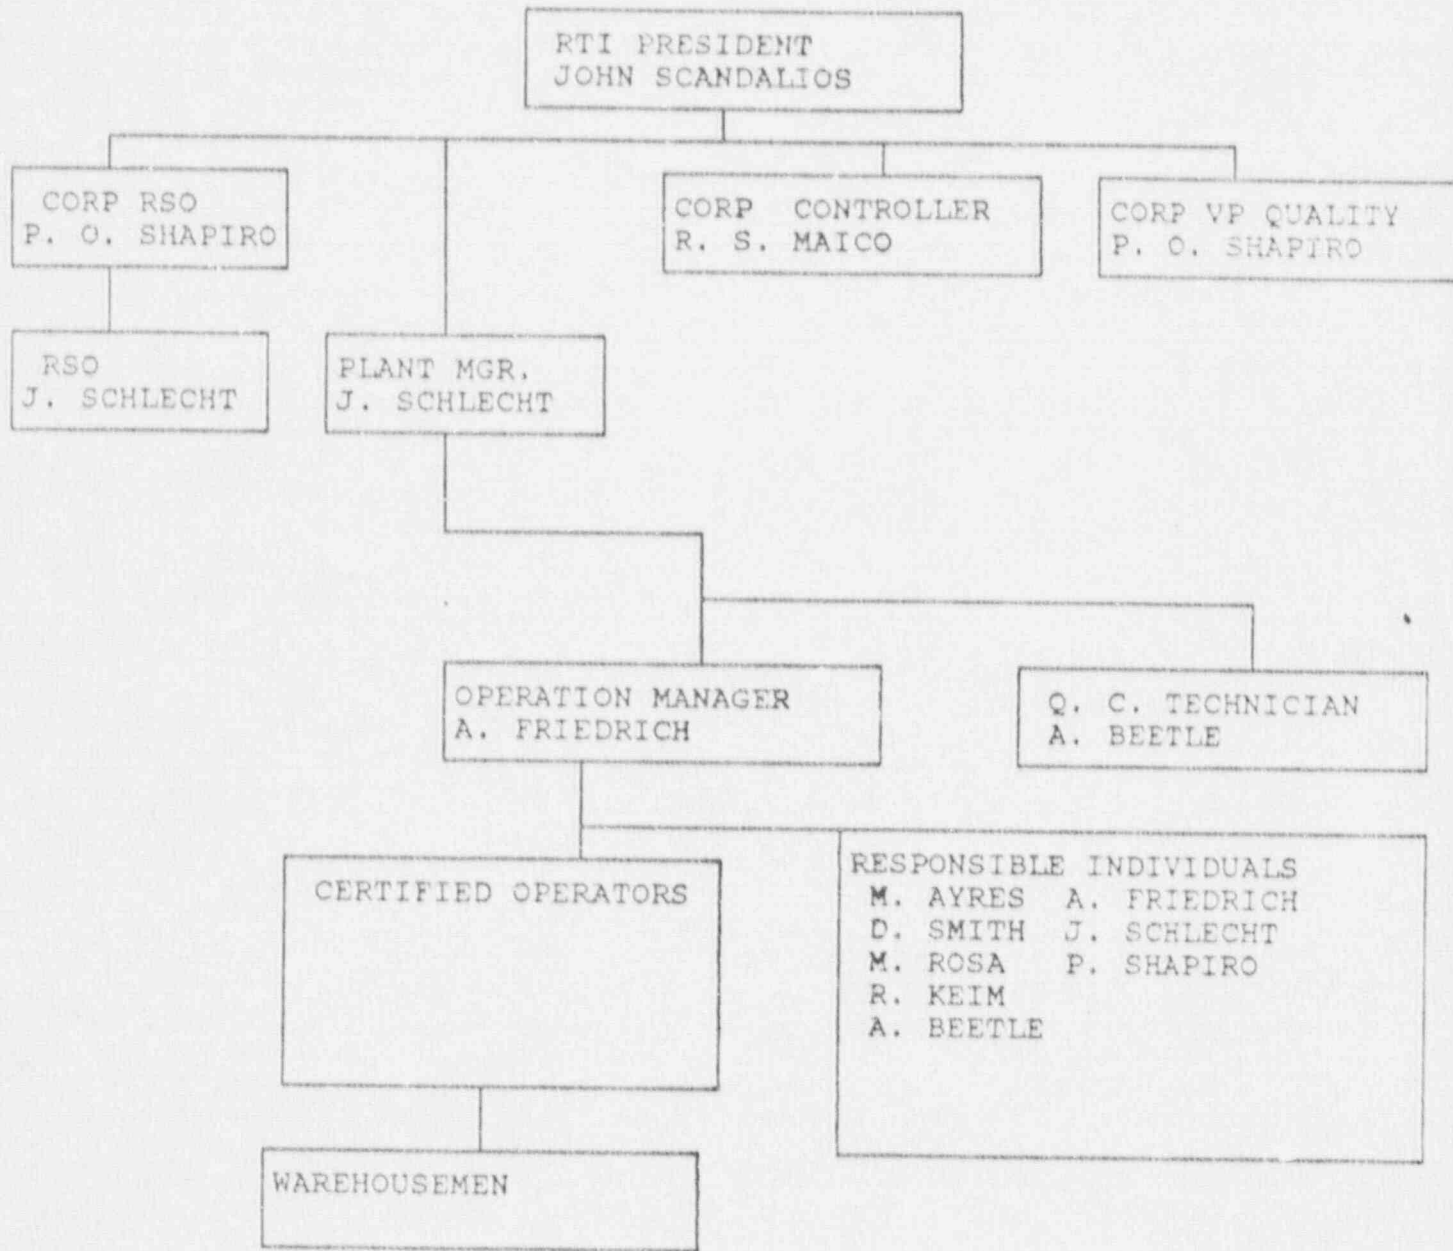 RTI PRESIDENT
JOHN SCANDALIOS
CORP RSO
P. O. SHAPIRO
CORP CONTROLLER
R. S. MAICO
CORP VP QUALITY
P. O. SHAPIRO
RSO
J. SCHLECHT
PLANT MGR.
J. SCHLECHT
OPERATION MANAGER
A. FRIEDRICH
Q. C. TECHNICIAN
A. BEETLE
CERTIFIED OPERATORS
RESPONSIBLE INDIVIDUALS
M. AYRES A. FRIEDRICH
D. SMITH J. SCHLECHT
M. ROSA P. SHAPIRO
R. KEIM
A. BEETLE
WAREHOUSEMEN